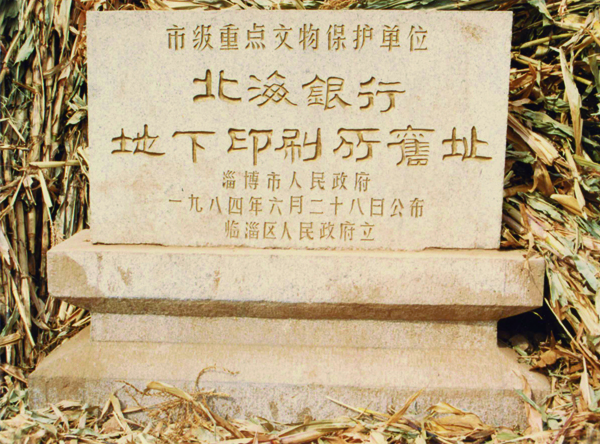 市级重点文物保护单位
北海銀行
地下印刷所舊址
淄博市人民政府
一九八四年六月二十八日公布
临淄区人民政府立